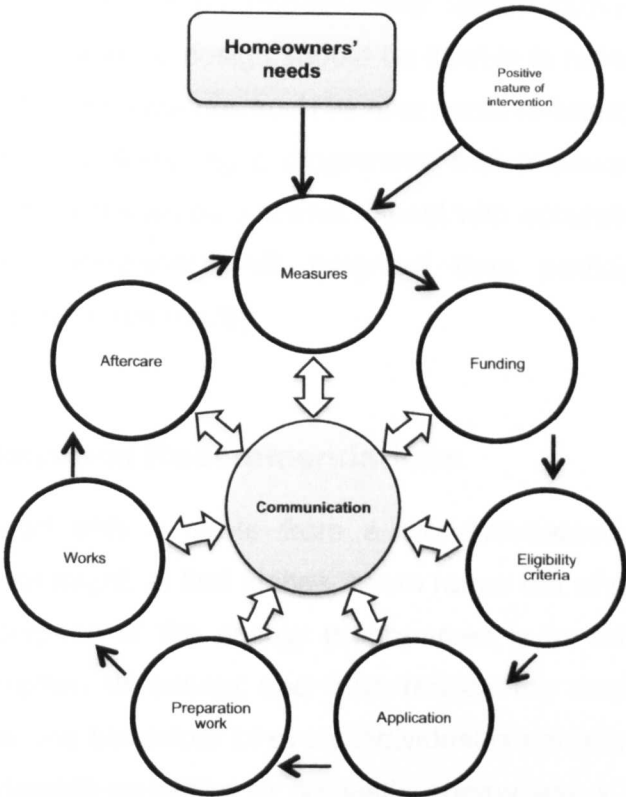 Homeowners'
needs
Positive
nature of
intervention
Measures
Aftercare
Funding
Communication
Works
Eligibility
criteria
Preparation
work
Application